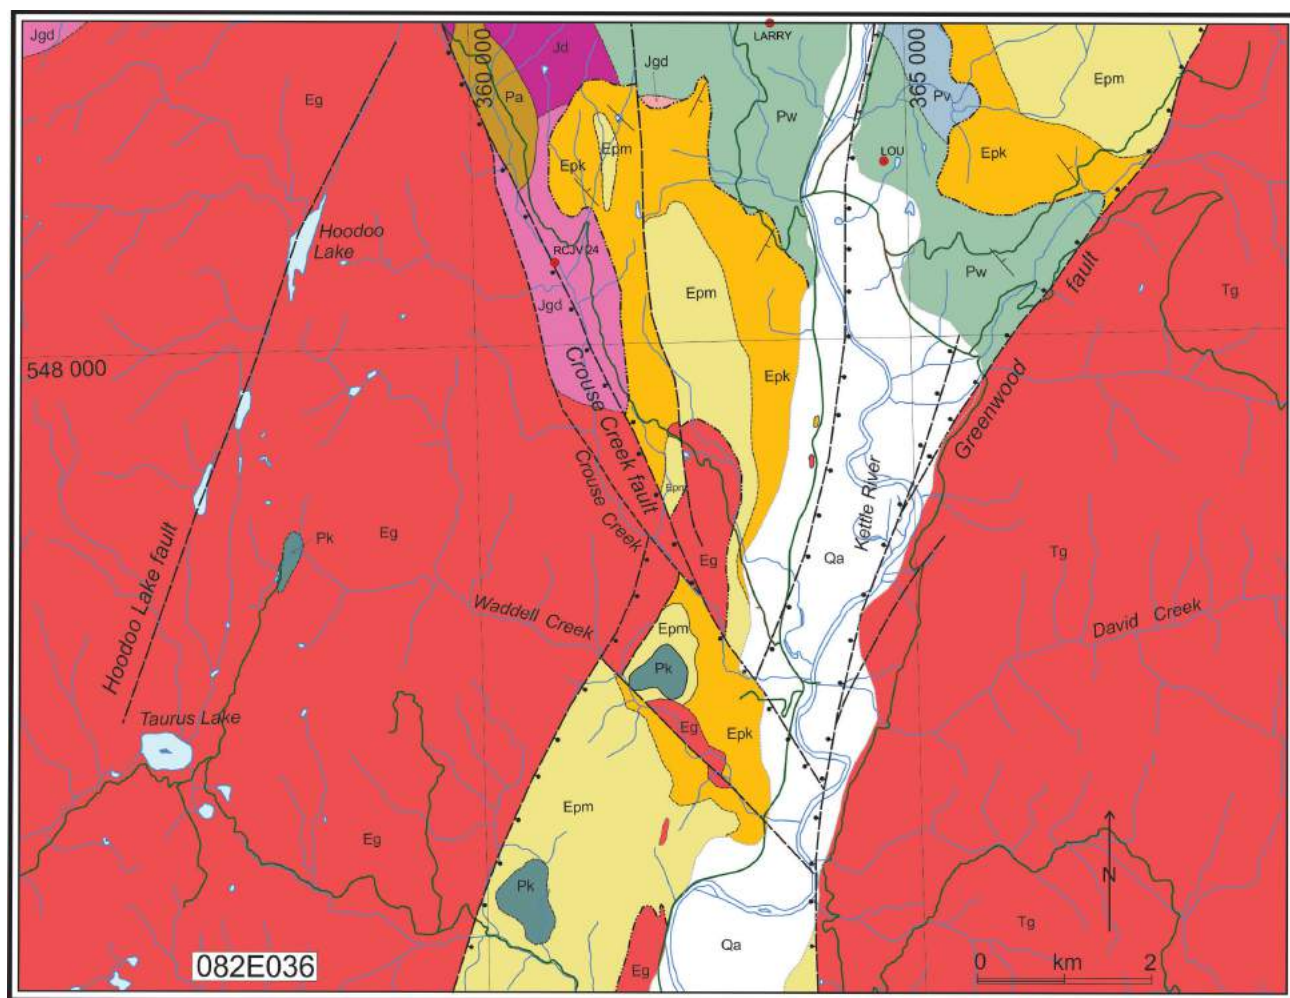 Jgd
Eg
360 000
Jd
Pa
Jgd
LARRY
Pw
365 000
Pv
Epm
Epk
Epm
Epk
LOU
Hoodoo
Lake
RCJV 24
Jgd
Epm
Pw
fault
Tg
548 000
Crouse Creek fault
Epk
Greenwood
Crouse Creek
Epm
Kettle River
Hoodoo Lake fault
Pk
Eg
Eg
Qa
Tg
Waddell Creek
Epm
David Creek
Pk
Taurus Lake
Eg
Epk
Epm
Eg
Pk
N
Tg
Qa
082E036
Eg
0 km 2